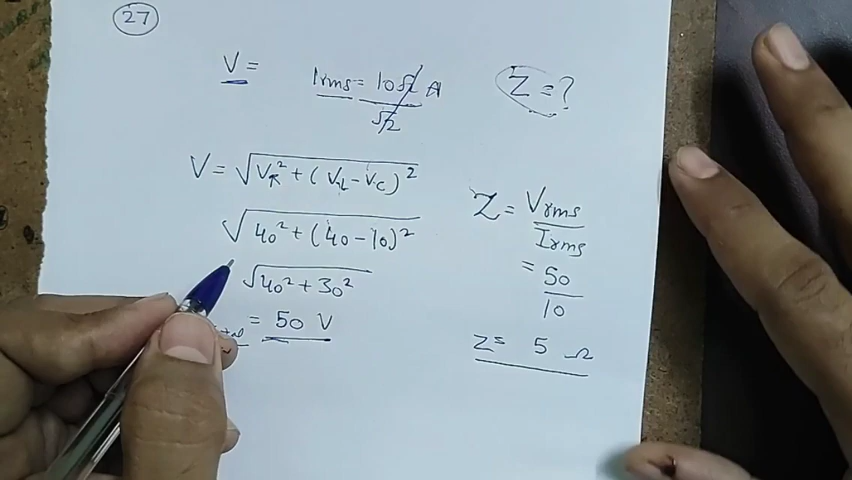 27
V =
Irms = 10√2/√2 A
Z = ?
V = √VR² + (VL - VC)²
√40² + (40 - 10)²
√40² + 30²
= 50 V
Z = Vrms/Irms
= 50/10
Z = 5 Ω